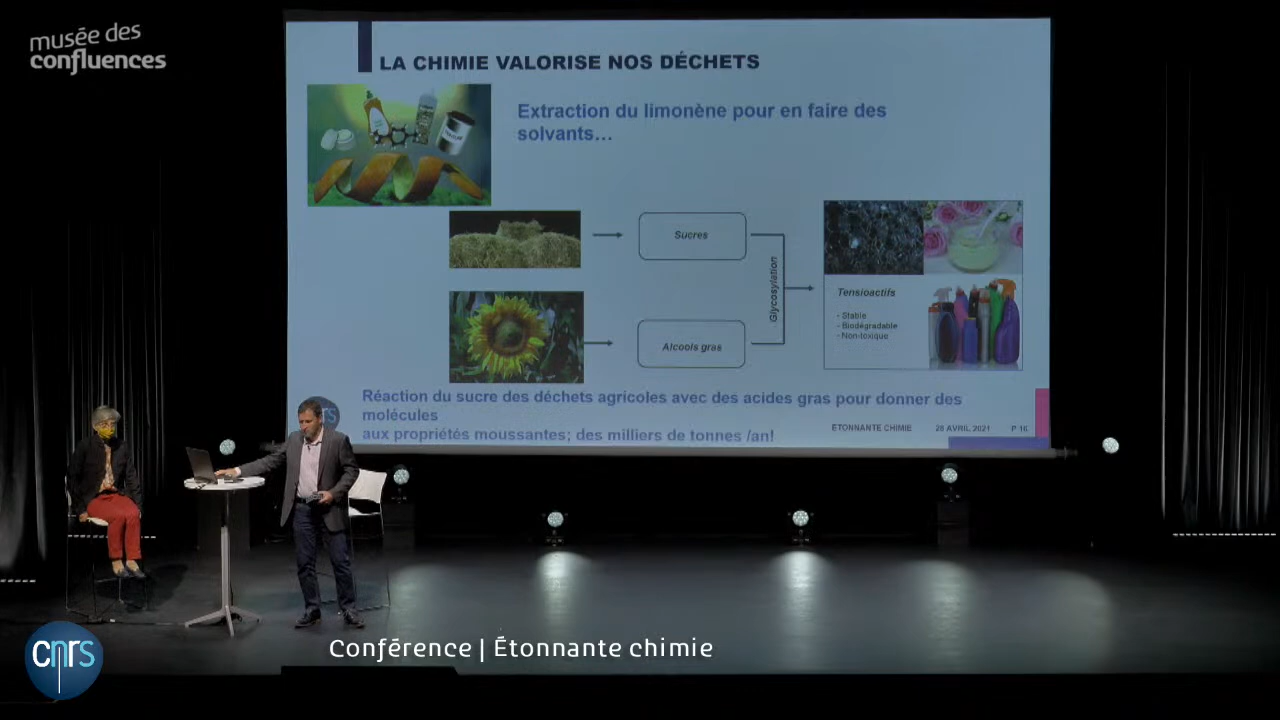 musée des
confluences
LA CHIMIE VALORISE NOS DÉCHETS
Extraction du limonène pour en faire des
solvants…
Sucres
Glycosylation
Alcools gras
Tensioactifs
- Stable
- Biodégradable
- Non-toxique
Réaction du sucre des déchets agricoles avec des acides gras pour donner des
molécules
aux propriétés moussantes; des milliers de tonnes /an!
ETONNANTE CHIMIE 28 AVRIL 2021 P 16
cnrs
Conférence | Étonnante chimie